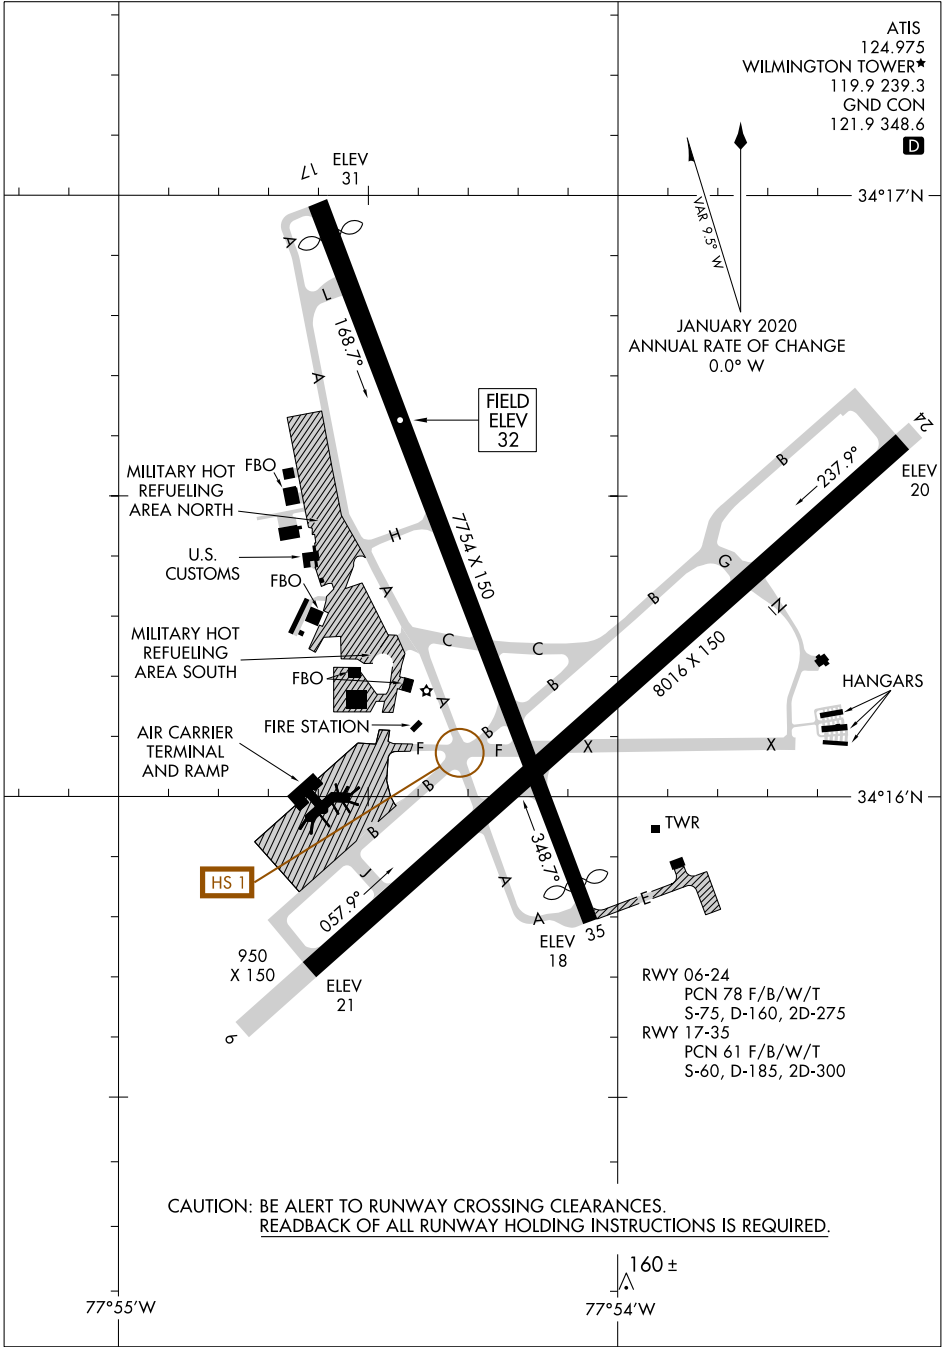 ATIS
124.975
WILMINGTON TOWER★
119.9 239.3
GND CON
121.9 348.6
D
VAR 9.5° W
JANUARY 2020
ANNUAL RATE OF CHANGE
0.0° W
34°17'N
17
ELEV
31
A
L
168.7°
A
FIELD
ELEV
32
7754 X 150
MILITARY HOT
REFUELING
AREA NORTH
FBO
U.S.
CUSTOMS
FBO
MILITARY HOT
REFUELING
AREA SOUTH
FBO
FIRE STATION
AIR CARRIER
TERMINAL
AND RAMP
H
A
C
C
A
B
B
B
B
G
N
24
ELEV
20
237.9°
8016 X 150
HANGARS
F
F
X
X
34°16'N
B
B
J
HS 1
057.9°
950
X 150
6
ELEV
21
A
A
348.7°
ELEV
18
35
E
TWR
RWY 06-24
PCN 78 F/B/W/T
S-75, D-160, 2D-275
RWY 17-35
PCN 61 F/B/W/T
S-60, D-185, 2D-300
CAUTION: BE ALERT TO RUNWAY CROSSING CLEARANCES.
READBACK OF ALL RUNWAY HOLDING INSTRUCTIONS IS REQUIRED.
160 ±
77°55'W
77°54'W